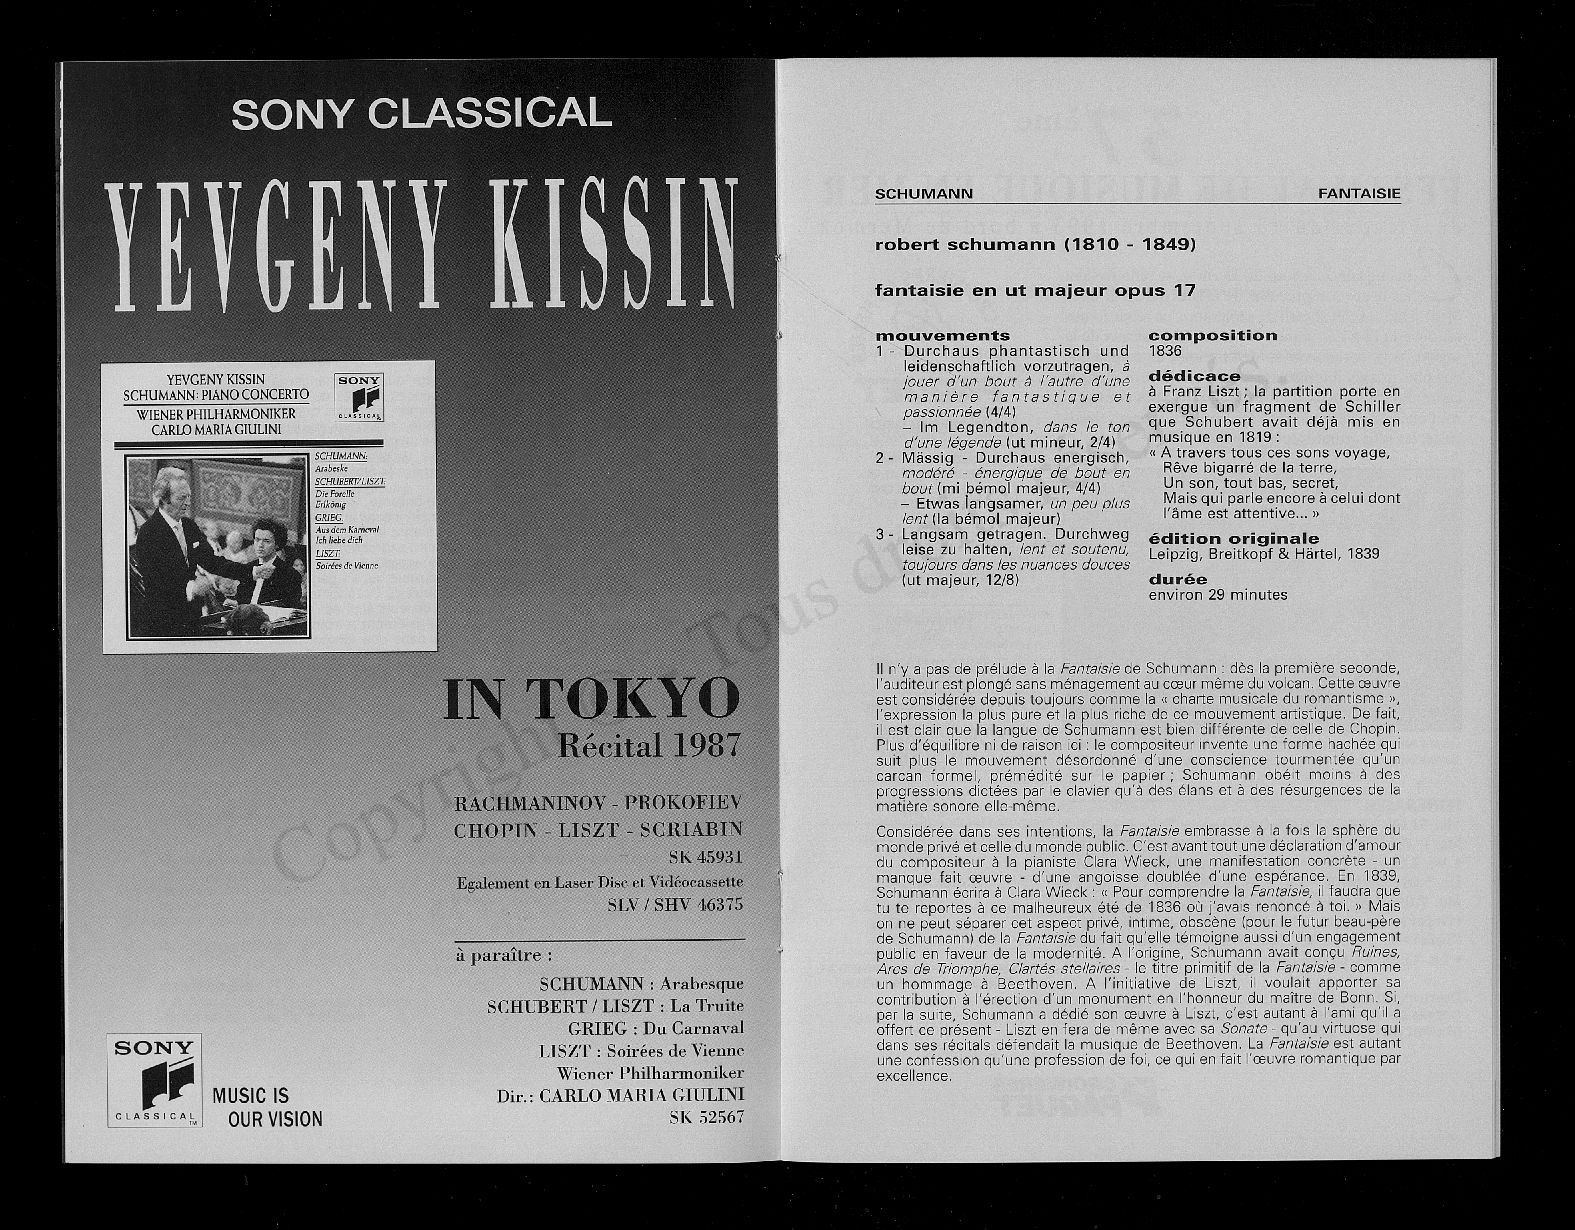 SONY CLASSICAL
YEVGENY KISSIN
YEVGENY KISSIN
SCHUMANN: PIANO CONCERTO
WIENER PHILHARMONIKER
CARLO MARIA GIULINI
SONY
CLASSICAL
SCHUMANN:
Arabeske
SCHUBERT/LISZT:
Die Forelle
Erlkönig
GRIEG:
Aus dem Karneval
Ich liebe dich
LISZT:
Soirées de Vienne
IN TOKYO
Récital 1987
RACHMANINOV - PROKOFIEV
CHOPIN - LISZT - SCRIABIN
SK 45931
Egalement en Laser Disc et Vidéocassette
SLV / SHV 46375
à paraître :
SCHUMANN : Arabesque
SCHUBERT / LISZT : La Truite
GRIEG : Du Carnaval
LISZT : Soirées de Vienne
Wiener Philharmoniker
Dir.: CARLO MARIA GIULINI
SK 52567
SONY
CLASSICAL
TM
MUSIC IS
OUR VISION
Copyright Tous
SCHUMANN FANTAISIE
robert schumann (1810 - 1849)
fantaisie en ut majeur opus 17
mouvements
1 - Durchaus phantastisch und
leidenschaftlich vorzutragen, à
jouer d'un bout à l'autre d'une
manière fantastique et
passionnée (4/4)
– Im Legendton, dans le ton
d'une légende (ut mineur, 2/4)
2 - Mässig - Durchaus energisch,
modéré - énergique de bout en
bout (mi bémol majeur, 4/4)
– Etwas langsamer, un peu plus
lent (la bémol majeur)
3 - Langsam getragen. Durchweg
leise zu halten, lent et soutenu,
toujours dans les nuances douces
(ut majeur, 12/8)
composition
1836
dédicace
à Franz Liszt ; la partition porte en
exergue un fragment de Schiller
que Schubert avait déjà mis en
musique en 1819 :
« A travers tous ces sons voyage,
Rêve bigarré de la terre,
Un son, tout bas, secret,
Mais qui parle encore à celui dont
l'âme est attentive... »
édition originale
Leipzig, Breitkopf & Härtel, 1839
durée
environ 29 minutes
Il n'y a pas de prélude à la Fantaisie de Schumann : dès la première seconde,
l'auditeur est plongé sans ménagement au cœur même du volcan. Cette œuvre
est considérée depuis toujours comme la « charte musicale du romantisme »,
l'expression la plus pure et la plus riche de ce mouvement artistique. De fait,
il est clair que la langue de Schumann est bien différente de celle de Chopin.
Plus d'équilibre ni de raison ici : le compositeur invente une forme hachée qui
suit plus le mouvement désordonné d'une conscience tourmentée qu'un
carcan formel, prémédité sur le papier ; Schumann obéit moins à des
progressions dictées par le clavier qu'à des élans et à des résurgences de la
matière sonore elle-même.
Considérée dans ses intentions, la Fantaisie embrasse à la fois la sphère du
monde privé et celle du monde public. C'est avant tout une déclaration d'amour
du compositeur à la pianiste Clara Wieck, une manifestation concrète - un
manque fait œuvre - d'une angoisse doublée d'une espérance. En 1839,
Schumann écrira à Clara Wieck : « Pour comprendre la Fantaisie, il faudra que
tu te reportes à ce malheureux été de 1836 où j'avais renoncé à toi. » Mais
on ne peut séparer cet aspect privé, intime, obscène (pour le futur beau-père
de Schumann) de la Fantaisie du fait qu'elle témoigne aussi d'un engagement
public en faveur de la modernité. A l'origine, Schumann avait conçu Ruines,
Arcs de Triomphe, Clartés stellaires - le titre primitif de la Fantaisie - comme
un hommage à Beethoven. A l'initiative de Liszt, il voulait apporter sa
contribution à l'érection d'un monument en l'honneur du maître de Bonn. Si,
par la suite, Schumann a dédié son œuvre à Liszt, c'est autant à l'ami qu'il a
offert ce présent - Liszt en fera de même avec sa Sonate - qu'au virtuose qui
dans ses récitals défendait la musique de Beethoven. La Fantaisie est autant
une confession qu'une profession de foi, ce qui en fait l'œuvre romantique par
excellence.